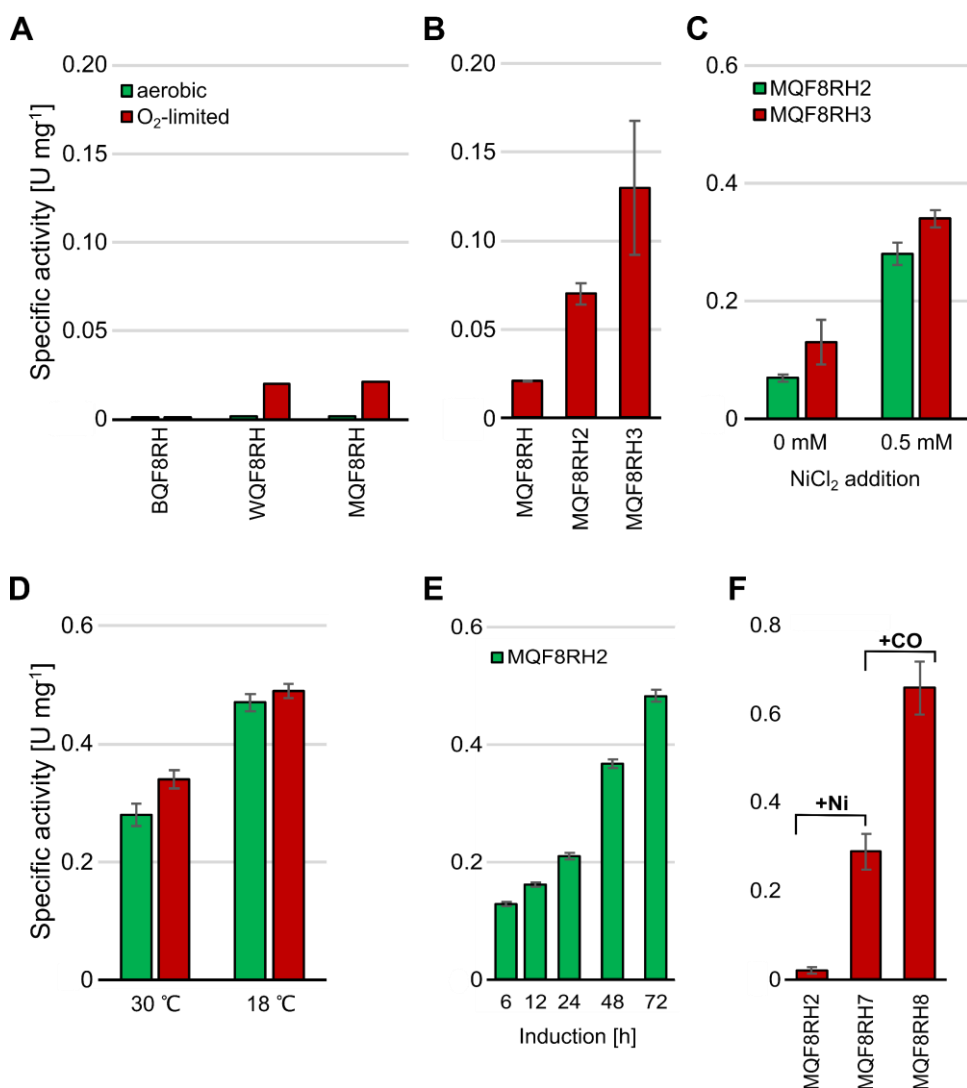 A
Specific activity [U mg⁻¹]
0.20
0.15
0.10
0.05
0
aerobic
O₂-limited
BQF8RH
WQF8RH
MQF8RH
B
0.20
0.15
0.10
0.05
0
MQF8RH
MQF8RH2
MQF8RH3
C
0.6
0.4
0.2
0
MQF8RH2
MQF8RH3
0 mM
0.5 mM
NiCl₂ addition
D
Specific activity [U mg⁻¹]
0.6
0.4
0.2
0
30 ℃
18 ℃
E
0.6
0.4
0.2
0
MQF8RH2
6 12 24 48 72
Induction [h]
F
0.8
0.6
0.4
0.2
0
+CO
+Ni
MQF8RH2
MQF8RH7
MQF8RH8